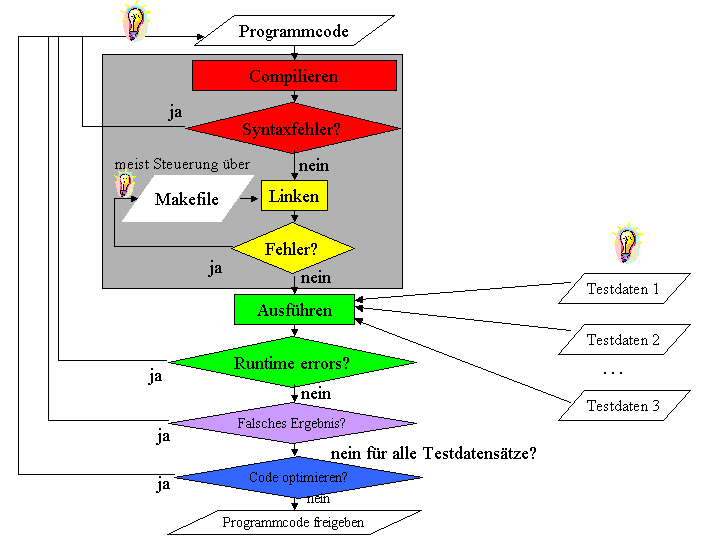 Programmcode
Compilieren
ja
Syntaxfehler?
nein
meist Steuerung über
Makefile
Linken
Fehler?
ja
nein
Ausführen
Testdaten 1
Testdaten 2
. . .
Testdaten 3
Runtime errors?
ja
nein
Falsches Ergebnis?
ja
nein für alle Testdatensätze?
Code optimieren?
ja
nein
Programmcode freigeben